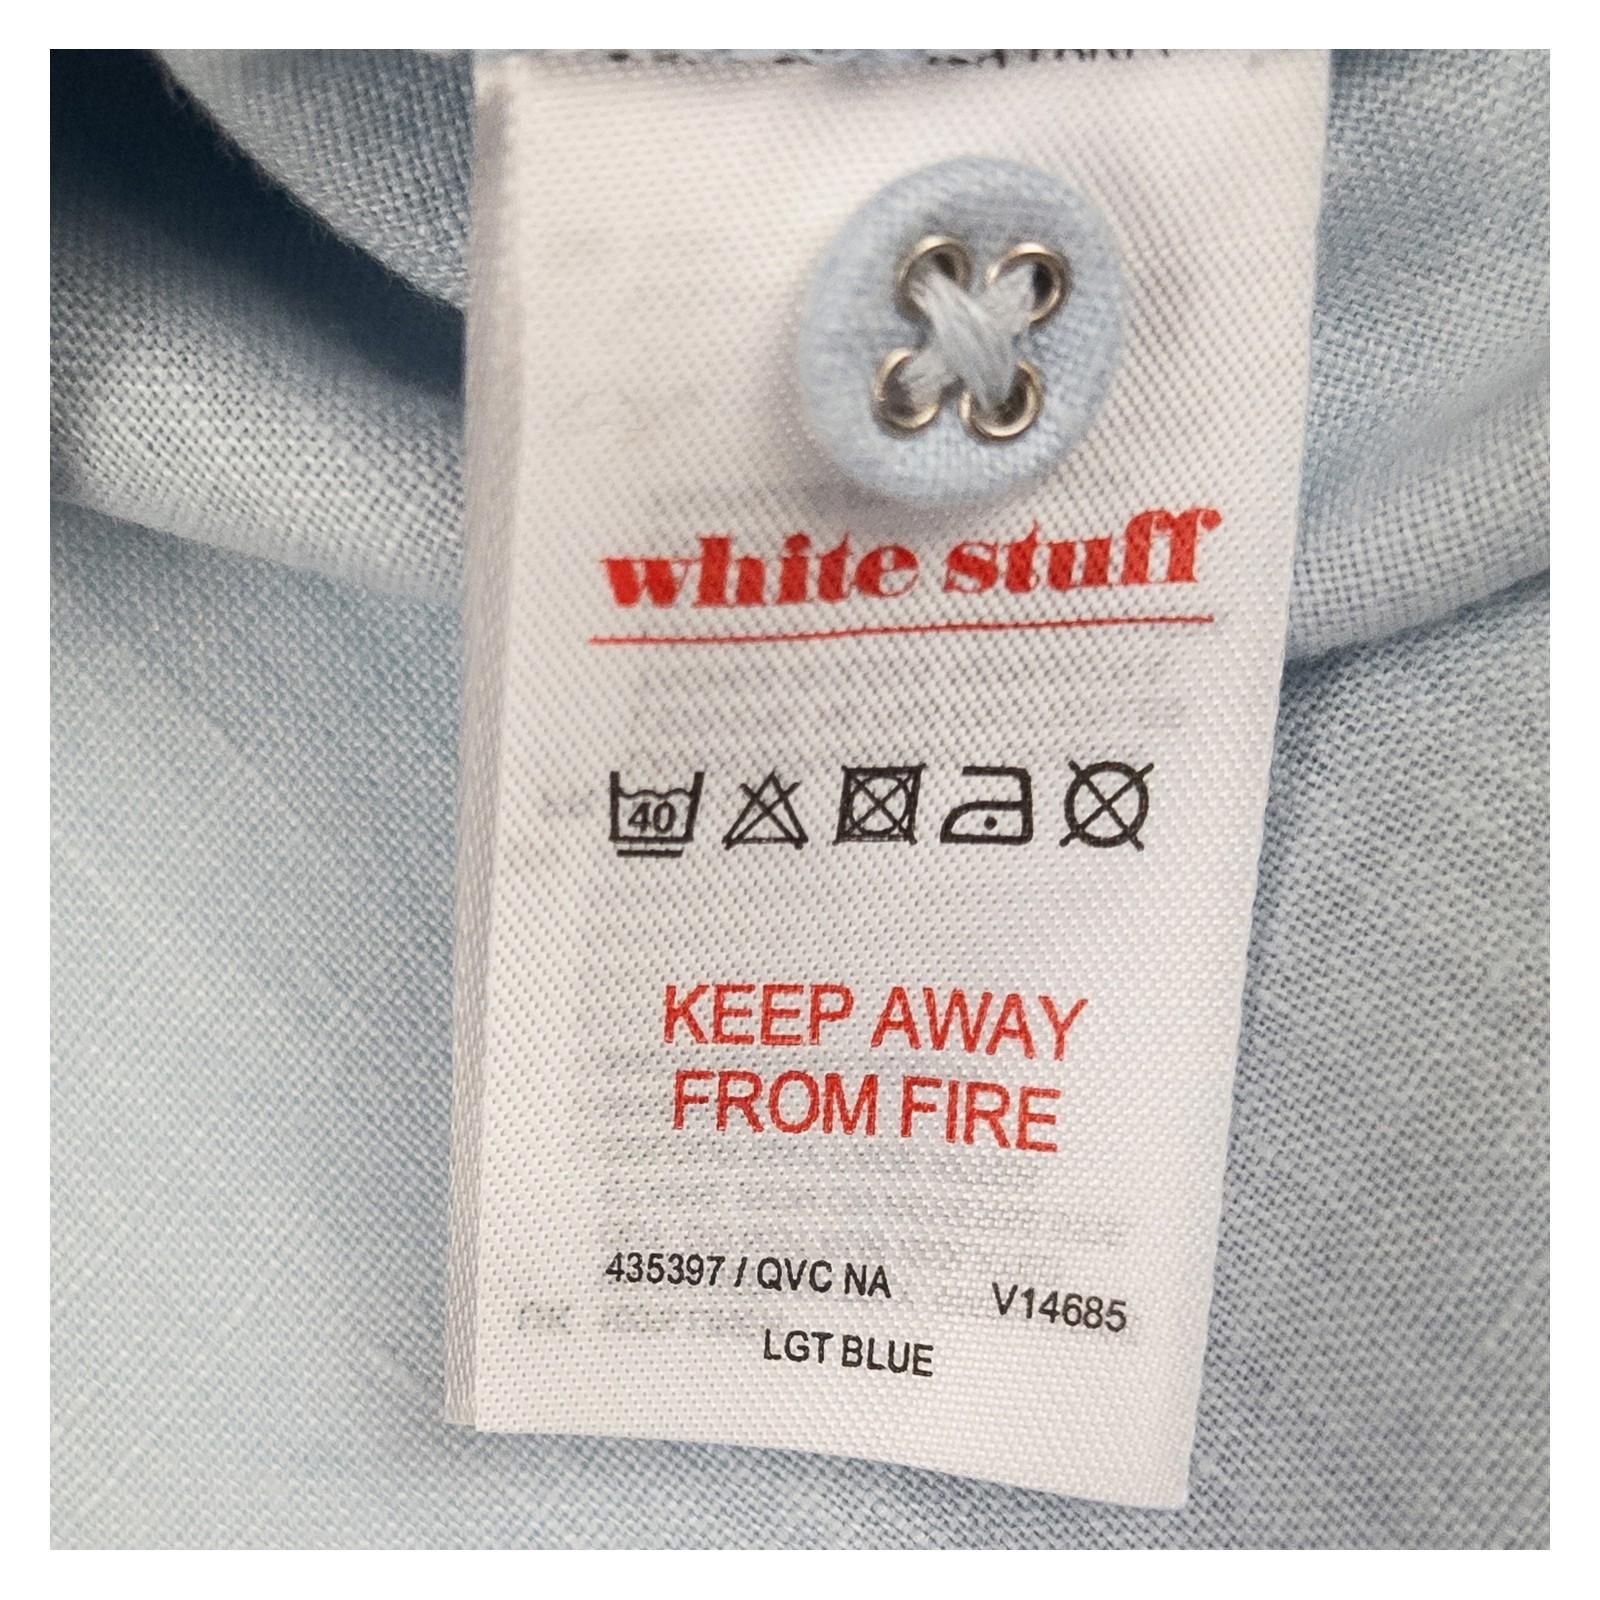 white stuff
40
KEEP AWAY
FROM FIRE
435397 / QVC NA V14685
LGT BLUE